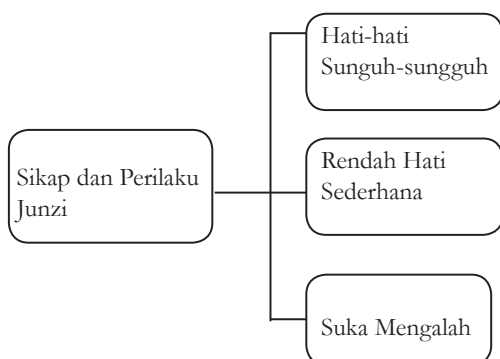 Hati-hati
Sunguh-sungguh
Sikap dan Perilaku
Junzi
Rendah Hati
Sederhana
Suka Mengalah